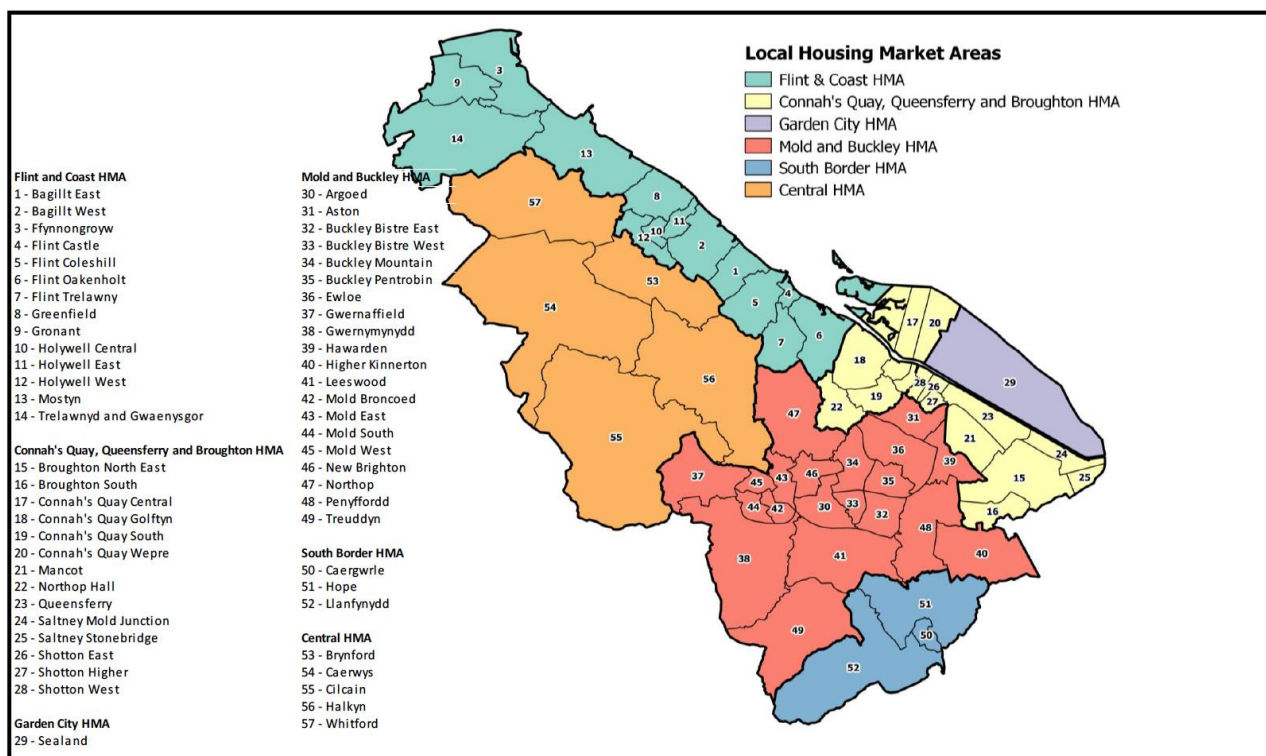 Local Housing Market Areas
Flint & Coast HMA
Connah's Quay, Queensferry and Broughton HMA
Garden City HMA
Mold and Buckley HMA
South Border HMA
Central HMA
Flint and Coast HMA
1 - Bagillt East
2 - Bagillt West
3 - Ffynnongroyw
4 - Flint Castle
5 - Flint Coleshill
6 - Flint Oakenholt
7 - Flint Trelawny
8 - Greenfield
9 - Gronant
10 - Holywell Central
11 - Holywell East
12 - Holywell West
13 - Mostyn
14 - Trelawnyd and Gwaenysgor
Connah's Quay, Queensferry and Broughton HMA
15 - Broughton North East
16 - Broughton South
17 - Connah's Quay Central
18 - Connah's Quay Golftyn
19 - Connah's Quay South
20 - Connah's Quay Wepre
21 - Mancot
22 - Northop Hall
23 - Queensferry
24 - Saltney Mold Junction
25 - Saltney Stonebridge
26 - Shotton East
27 - Shotton Higher
28 - Shotton West
Garden City HMA
29 - Sealand
Mold and Buckley HMA
30 - Argoed
31 - Aston
32 - Buckley Bistre East
33 - Buckley Bistre West
34 - Buckley Mountain
35 - Buckley Pentrobin
36 - Ewloe
37 - Gwernaffield
38 - Gwernymynydd
39 - Hawarden
40 - Higher Kinnerton
41 - Leeswood
42 - Mold Broncoed
43 - Mold East
44 - Mold South
45 - Mold West
46 - New Brighton
47 - Northop
48 - Penyffordd
49 - Treuddyn
South Border HMA
50 - Caergwrle
51 - Hope
52 - Llanfynydd
Central HMA
53 - Brynford
54 - Caerwys
55 - Cilcain
56 - Halkyn
57 - Whitford
3
9
14
13
57
8
11
10
12
2
53
1
4
54
5
6
7
17
20
18
29
56
28
26
27
19
22
47
31
23
55
21
36
34
39
24
37
43
46
45
35
15
25
44
42
30
33
32
16
48
38
41
40
51
49
50
52